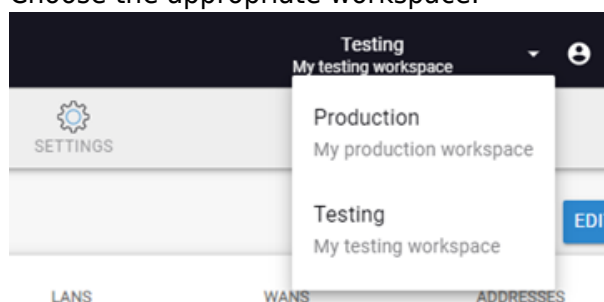 Choose the appropriate workspace.
Testing
My testing workspace
SETTINGS
Production
My production workspace
Testing
My testing workspace
EDI
LANS
WANS
ADDRESSES